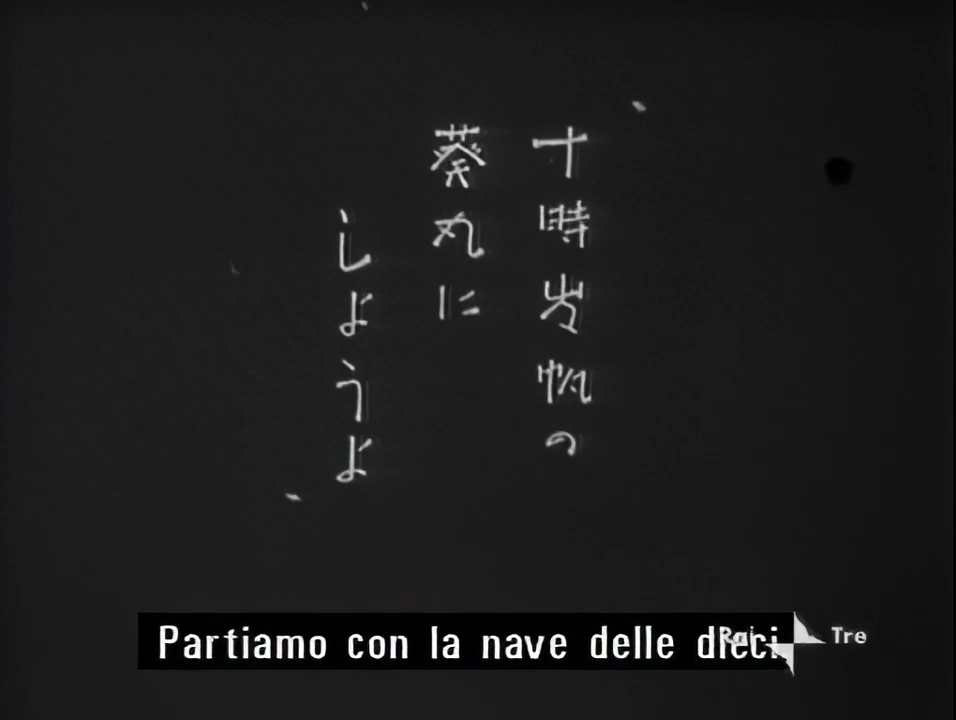 十時出帆の
葵丸に
しようよ
Partiamo con la nave delle dieci.
Rai Tre